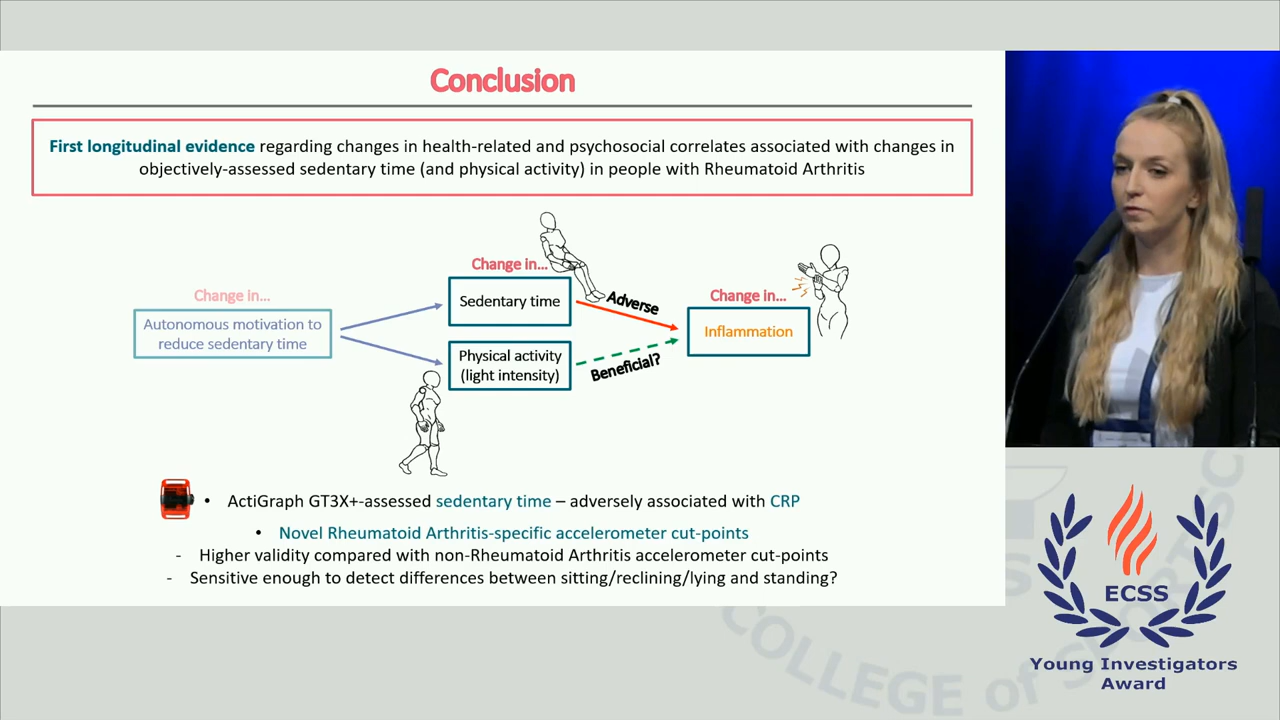 Conclusion
First longitudinal evidence regarding changes in health-related and psychosocial correlates associated with changes in
objectively-assessed sedentary time (and physical activity) in people with Rheumatoid Arthritis
Change in...
Autonomous motivation to
reduce sedentary time
Change in...
Sedentary time
Physical activity
(light intensity)
Adverse
Beneficial?
Change in...
Inflammation
• ActiGraph GT3X+-assessed sedentary time – adversely associated with CRP
• Novel Rheumatoid Arthritis-specific accelerometer cut-points
- Higher validity compared with non-Rheumatoid Arthritis accelerometer cut-points
- Sensitive enough to detect differences between sitting/reclining/lying and standing?
ECSS
Young Investigators
Award
COLLEGE of